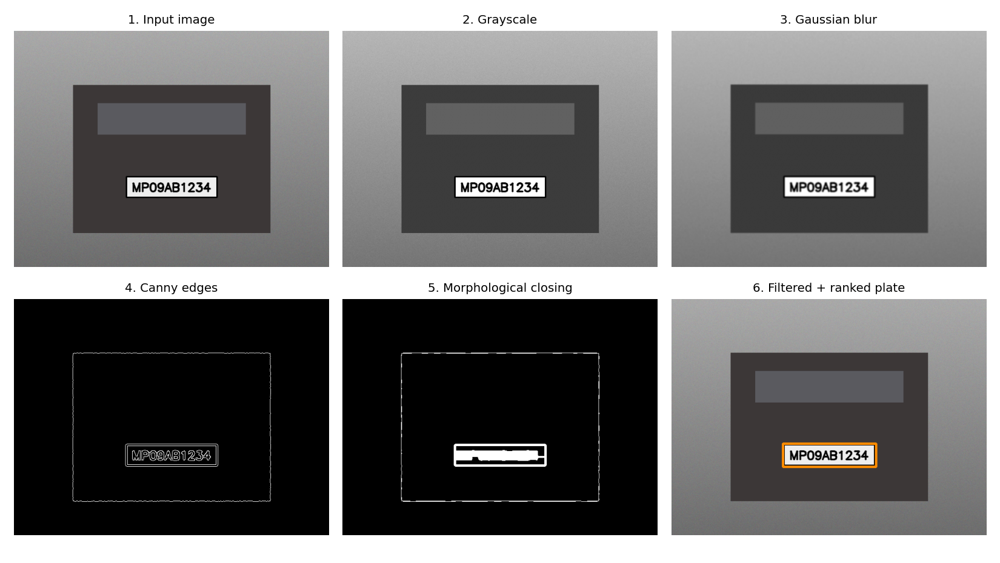 1. Input image
2. Grayscale
3. Gaussian blur
MP09AB1234
MP09AB1234
MP09AB1234
4. Canny edges
5. Morphological closing
6. Filtered + ranked plate
MP09AB1234
MP09AB1234